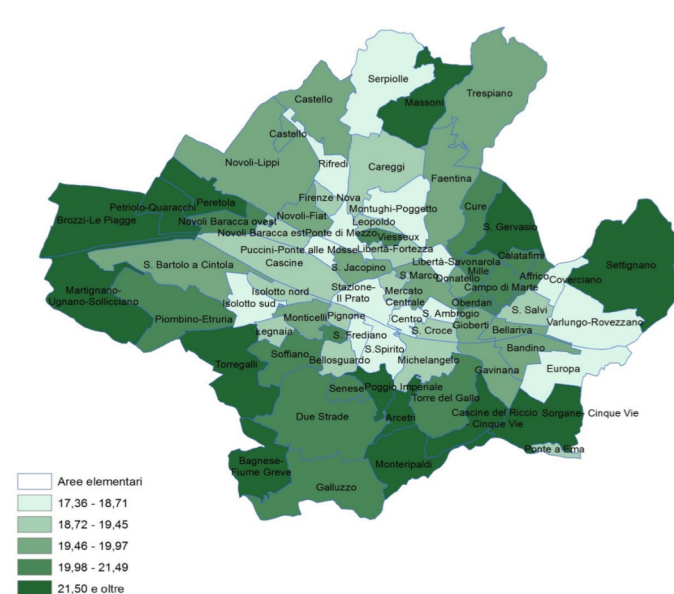 Serpiolle
Trespiano
Castello
Massoni
Castello
Novoli-Lippi
Rifredi
Careggi
Faentina
Peretola
Firenze Nova
Petriolo-Quaracchi
Montughi-Poggetto
Cure
Brozzi-Le Piagge
Novoli Baracca ovest
Novoli-Fiat
Leopoldo
S. Gervasio
Novoli Baracca est
Ponte di Mezzo
Viesseux
Puccini-Ponte alle Mosse
Libertà-Fortezza
Calatafimi
Cascine
Libertà-Savonarola
S. Bartolo a Cintola
S. Jacopino
S.Marco
Donatello
Mille
Affrico
Coverciano
Settignano
Martignano-
Ugnano-Sollicciano
Isolotto nord
Stazione-
Il Prato
Mercato
Centrale
Campo di Marte
Isolotto sud
Oberdan
S. Salvi
Piombino-Etruria
Monticelli
Pignone
Centro
S. Ambrogio
Gioberti
Varlungo-Rovezzano
Legnaia
S. Frediano
S. Croce
Bellariva
Soffiano
S.Spirito
Bandino
Torregalli
Bellosguardo
Michelangelo
Gavinana
Europa
Senese
Poggio Imperiale
Torre del Gallo
Due Strade
Arcetri
Cascine del Riccio
- Cinque Vie
Sorgane- Cinque Vie
Ponte a Ema
Bagnese-
Fiume Greve
Monteripaldi
Galluzzo
Aree elementari
17,36 - 18,71
18,72 - 19,45
19,46 - 19,97
19,98 - 21,49
21,50 e oltre